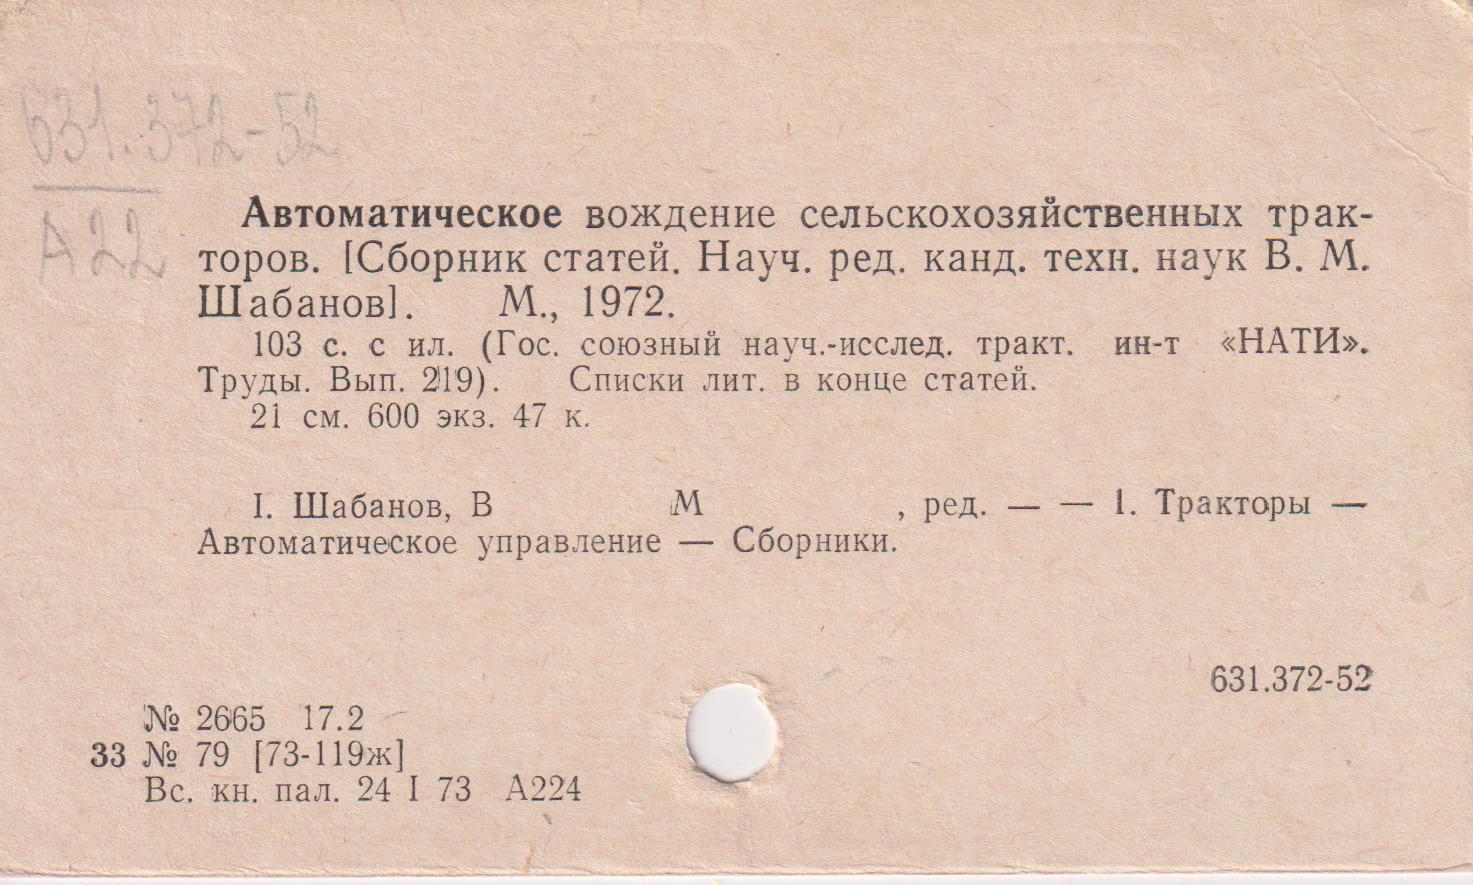 631.372-52
А22
Автоматическое вождение сельскохозяйственных трак-
торов. [Сборник статей. Науч. ред. канд. техн. наук В. М.
Шабанов]. М., 1972.
103 с. с ил. (Гос. союзный науч.-исслед. тракт. ин-т «НАТИ».
Труды. Вып. 219). Списки лит. в конце статей.
21 см. 600 экз. 47 к.
I. Шабанов, В М , ред. — — 1. Тракторы —
Автоматическое управление — Сборники.
631.372-52
№ 2665 17.2
33 № 79 [73-119ж]
Вс. кн. пал. 24 I 73 А224